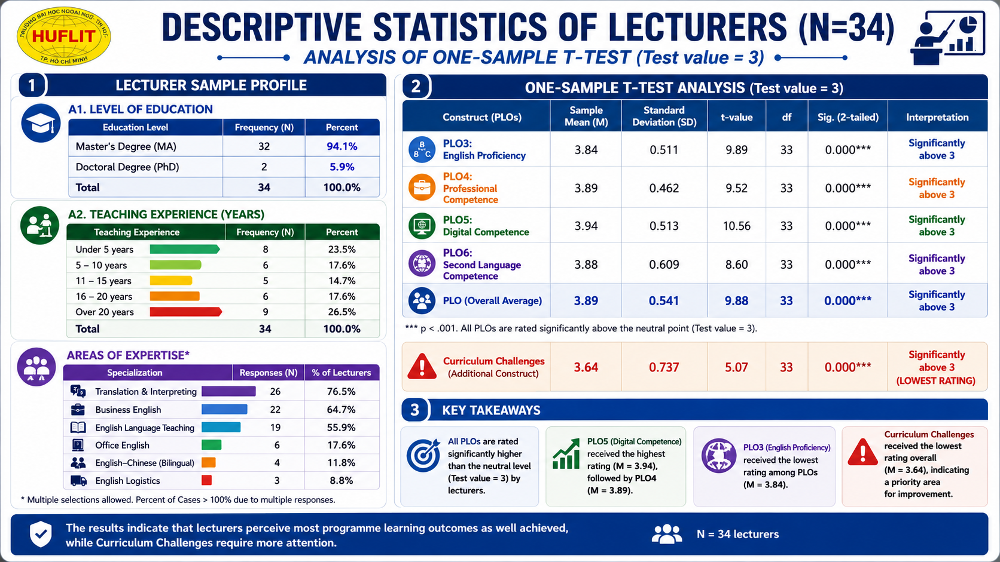 TRƯỜNG ĐẠI HỌC NGOẠI NGỮ - TIN HỌC
HUFLIT
TP. HỒ CHÍ MINH
DESCRIPTIVE STATISTICS OF LECTURERS (N=34)
ANALYSIS OF ONE-SAMPLE T-TEST (Test value = 3)
1 LECTURER SAMPLE PROFILE
A1. LEVEL OF EDUCATION
Education Level Frequency (N) Percent
Master's Degree (MA) 32 94.1%
Doctoral Degree (PhD) 2 5.9%
Total 34 100.0%
A2. TEACHING EXPERIENCE (YEARS)
Teaching Experience Frequency (N) Percent
Under 5 years 8 23.5%
5 – 10 years 6 17.6%
11 – 15 years 5 14.7%
16 – 20 years 6 17.6%
Over 20 years 9 26.5%
Total 34 100.0%
AREAS OF EXPERTISE*
Specialization Responses (N) % of Lecturers
Translation & Interpreting 26 76.5%
Business English 22 64.7%
English Language Teaching 19 55.9%
Office English 6 17.6%
English–Chinese (Bilingual) 4 11.8%
English Logistics 3 8.8%
* Multiple selections allowed. Percent of Cases > 100% due to multiple responses.
2 ONE-SAMPLE T-TEST ANALYSIS (Test value = 3)
Construct (PLOs) Sample Mean (M) Standard Deviation (SD) t-value df Sig. (2-tailed) Interpretation
B
B C
PLO3:
English Proficiency 3.84 0.511 9.89 33 0.000*** Significantly
above 3
PLO4:
Professional
Competence 3.89 0.462 9.52 33 0.000*** Significantly
above 3
PLO5:
Digital Competence 3.94 0.513 10.56 33 0.000*** Significantly
above 3
PLO6:
Second Language
Competence 3.88 0.609 8.60 33 0.000*** Significantly
above 3
PLO (Overall Average) 3.89 0.541 9.88 33 0.000*** Significantly
above 3
*** p < .001. All PLOs are rated significantly above the neutral point (Test value = 3).
Curriculum Challenges
(Additional Construct) 3.64 0.737 5.07 33 0.000*** Significantly
above 3
(LOWEST RATING)
3 KEY TAKEAWAYS
All PLOs are rated
significantly higher
than the neutral level
(Test value = 3) by
lecturers.
PLO5 (Digital Competence)
received the highest
rating (M = 3.94),
followed by PLO4
(M = 3.89).
PLO3 (English Proficiency)
received the lowest
rating among PLOs
(M = 3.84).
Curriculum Challenges
received the lowest
rating overall
(M = 3.64), indicating
a priority area
for improvement.
The results indicate that lecturers perceive most programme learning outcomes as well achieved,
while Curriculum Challenges require more attention.
N = 34 lecturers